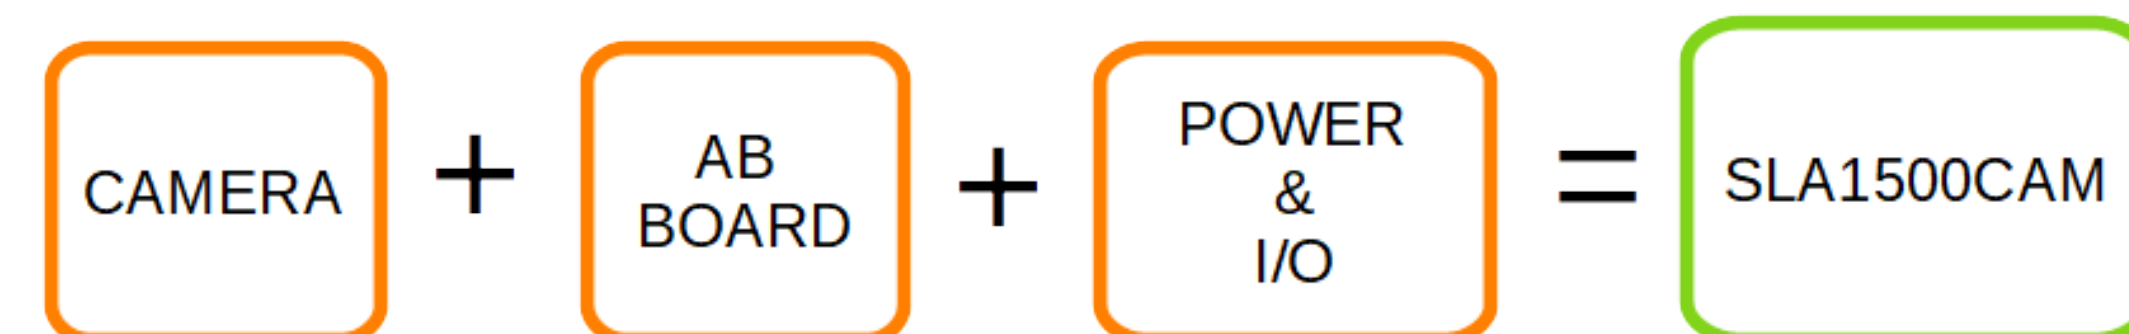 CAMERA
+
AB
BOARD
+
POWER
&
I/O
=
SLA1500CAM